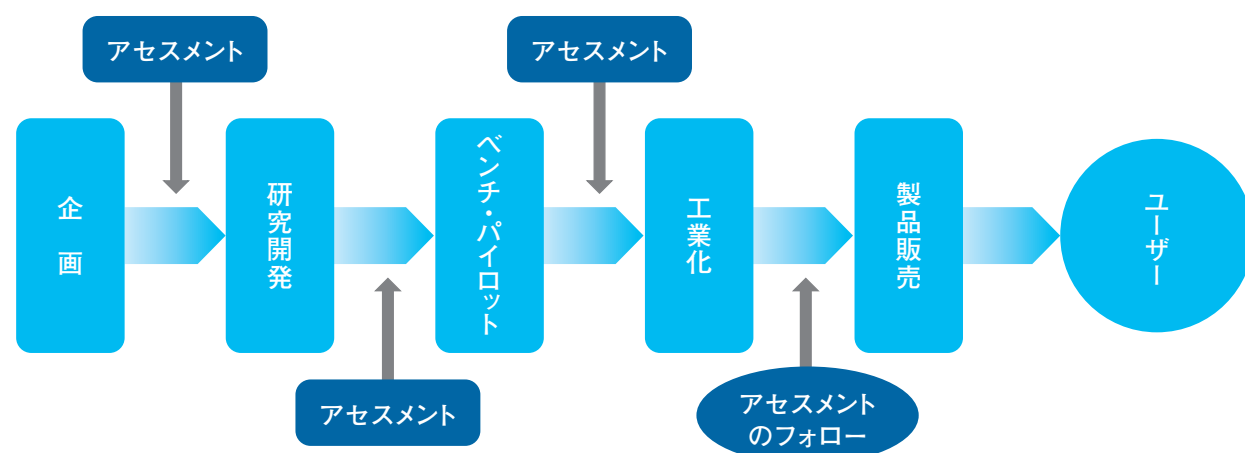 アセスメント
アセスメント
企画
研究開発
ベンチ・パイロット
工業化
製品販売
ユーザー
アセスメント
アセスメント
のフォロー